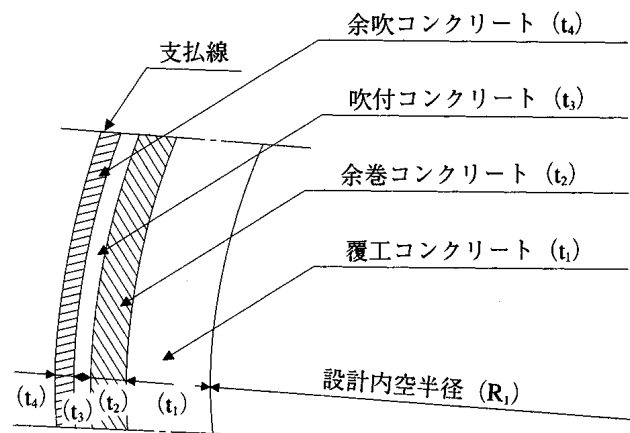 余吹コンクリート (t₄)
支払線
吹付コンクリート (t₃)
余巻コンクリート (t₂)
覆工コンクリート (t₁)
設計内空半径 (R₁)
(t₄)
(t₃)
(t₂)
(t₁)